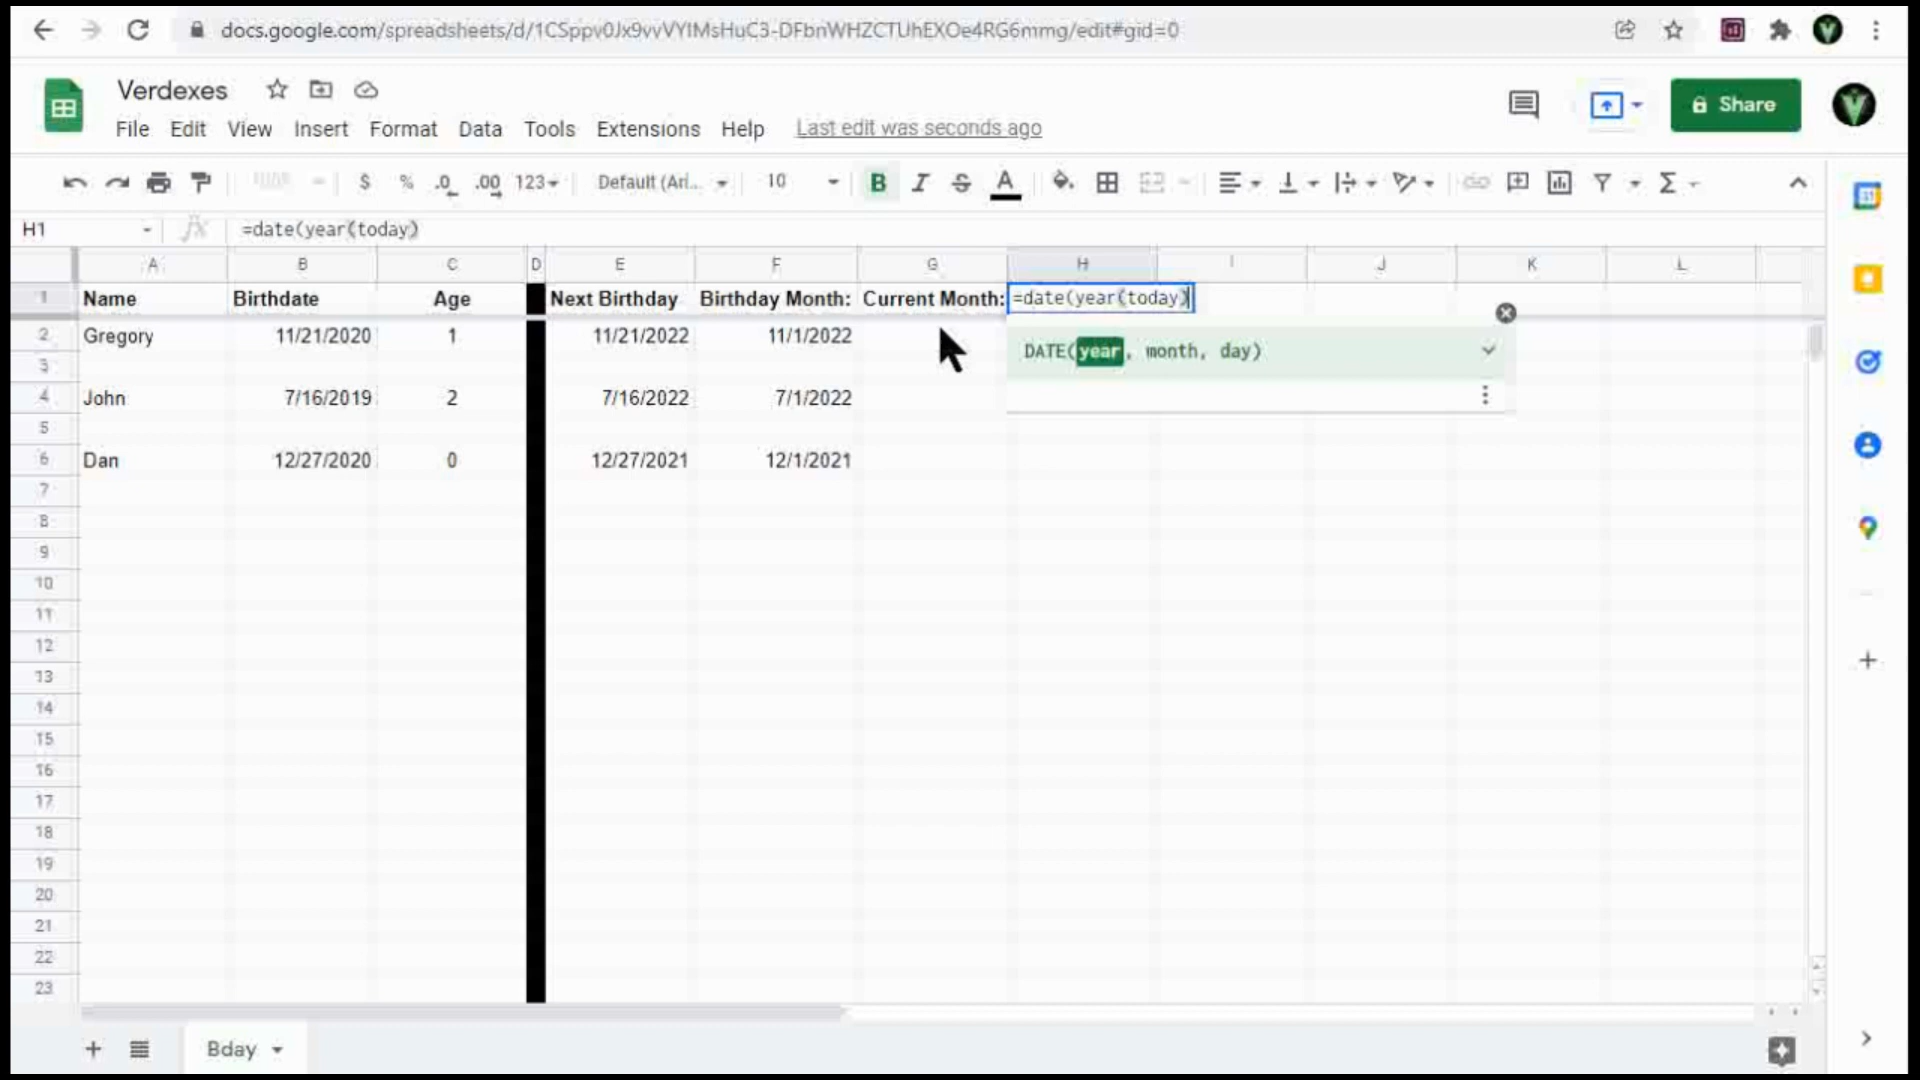 docs.google.com/spreadsheets/d/1CSppv0Jx9vvVYIMsHuC3-DFbnWHZCTUhEXOe4RG6mmg/edit#gid=0
Verdexes
Share
File Edit View Insert Format Data Tools Extensions Help Last edit was seconds ago
$ % .0 .00 123 Default (Ari... 10 B I S A Σ
H1 fx =date(year(today)
A B C D E F G H I J K L
1 Name Birthdate Age Next Birthday Birthday Month: Current Month: =date(year(today)
2 Gregory 11/21/2020 1 11/21/2022 11/1/2022
DATE(year, month, day)
3
4 John 7/16/2019 2 7/16/2022 7/1/2022
5
6 Dan 12/27/2020 0 12/27/2021 12/1/2021
7
8
9
10
11
12
13
14
15
16
17
18
19
20
21
22
23
Bday